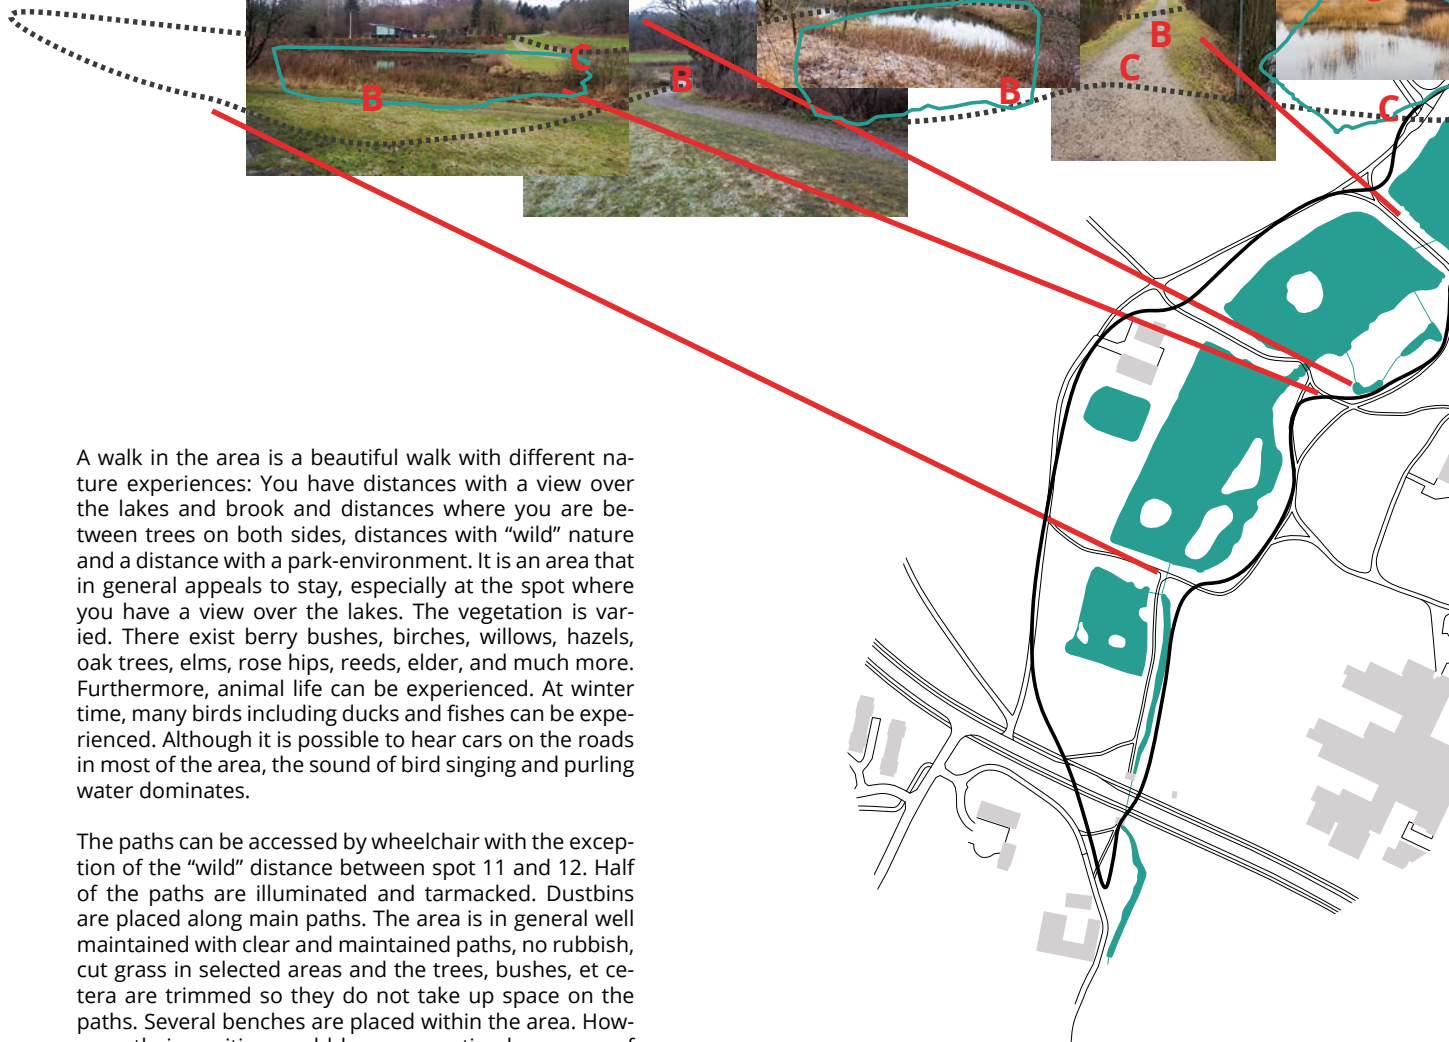 C
B
B
B
B
C
C
A walk in the area is a beautiful walk with different na-
ture experiences: You have distances with a view over
the lakes and brook and distances where you are be-
tween trees on both sides, distances with “wild” nature
and a distance with a park-environment. It is an area that
in general appeals to stay, especially at the spot where
you have a view over the lakes. The vegetation is var-
ied. There exist berry bushes, birches, willows, hazels,
oak trees, elms, rose hips, reeds, elder, and much more.
Furthermore, animal life can be experienced. At winter
time, many birds including ducks and fishes can be expe-
rienced. Although it is possible to hear cars on the roads
in most of the area, the sound of bird singing and purling
water dominates.
The paths can be accessed by wheelchair with the excep-
tion of the “wild” distance between spot 11 and 12. Half
of the paths are illuminated and tarmacked. Dustbins
are placed along main paths. The area is in general well
maintained with clear and maintained paths, no rubbish,
cut grass in selected areas and the trees, bushes, et ce-
tera are trimmed so they do not take up space on the
paths. Several benches are placed within the area. How-